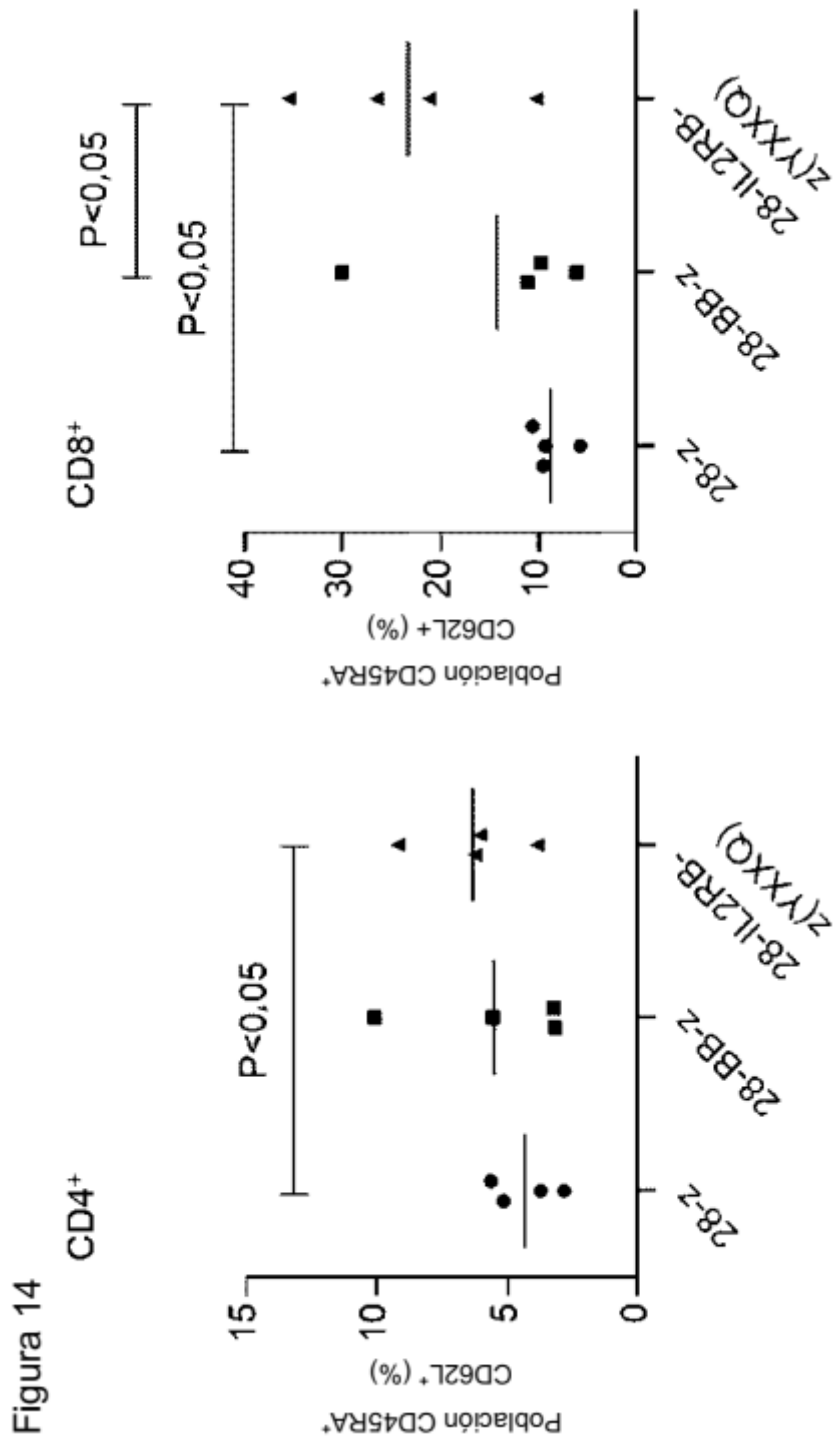 Figura 14
CD4⁺
P<0,05
Población CD45RA⁺
CD62L⁺ (%)
15
10
5
0
28-z
28-BB-z
28-IL2RB-
z(YXXQ)
CD8⁺
P<0,05
P<0,05
Población CD45RA⁺
CD62L+ (%)
40
30
20
10
0
28-z
28-BB-z
28-IL2RB-
z(YXXQ)